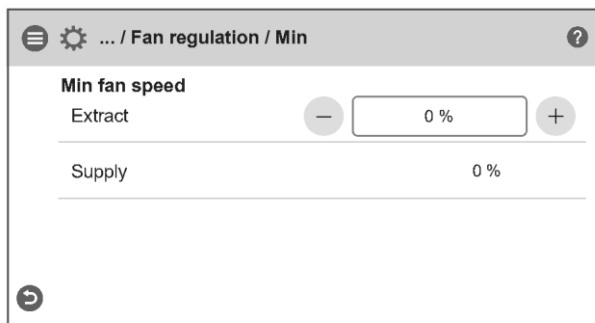 ... / Fan regulation / Min
?
Min fan speed
Extract
− 0 % +
Supply 0 %